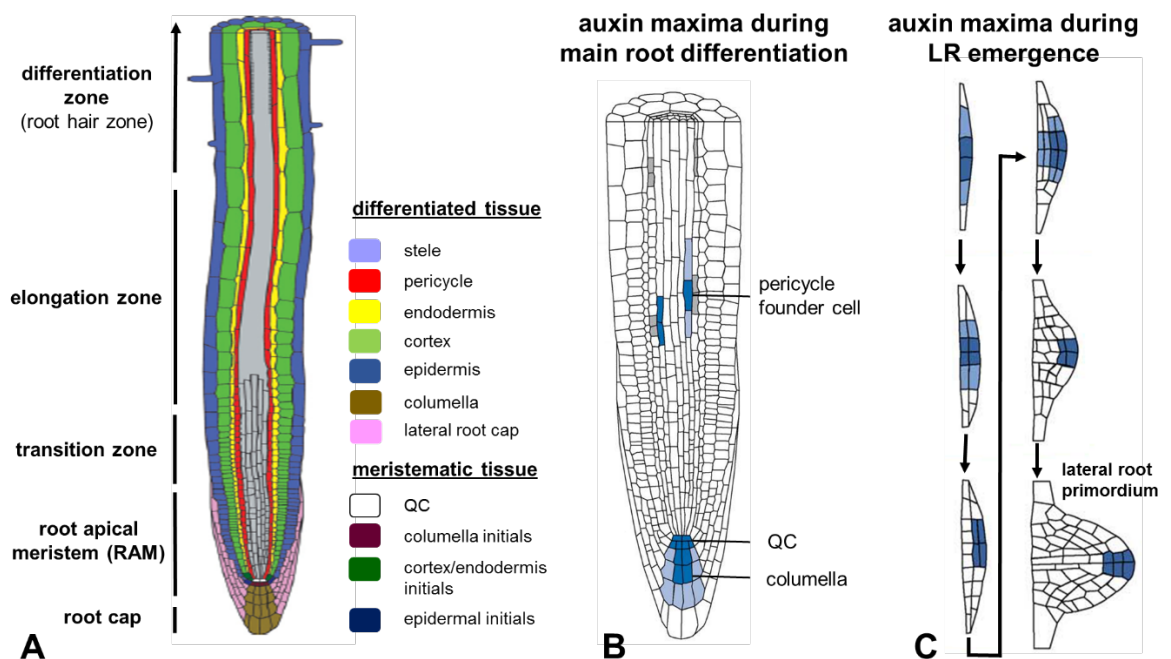 differentiation
zone
(root hair zone)
elongation zone
transition zone
root apical
meristem (RAM)
root cap
A
differentiated tissue
stele
pericycle
endodermis
cortex
epidermis
columella
lateral root cap
meristematic tissue
QC
columella initials
cortex/endodermis
initials
epidermal initials
auxin maxima during
main root differentiation
pericycle
founder cell
QC
columella
B
auxin maxima during
LR emergence
lateral root
primordium
C